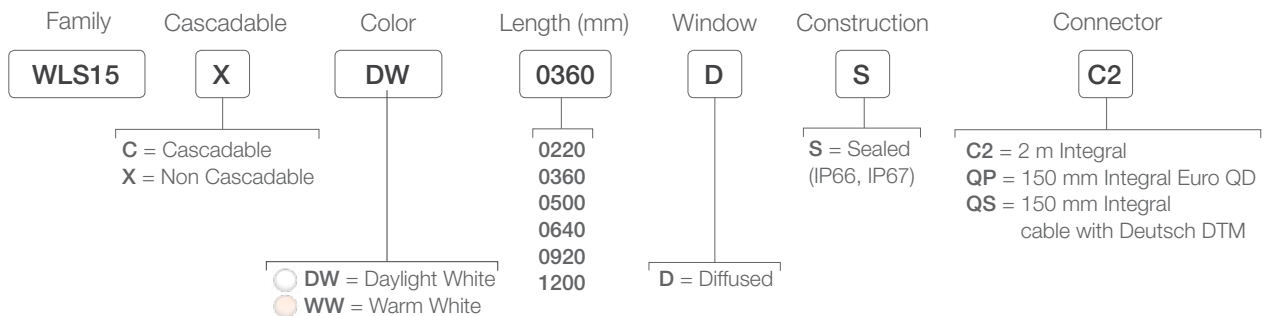 Family Cascadable Color Length (mm) Window Construction Connector
WLS15 X DW 0360 D S C2
C = Cascadable
X = Non Cascadable
DW = Daylight White
WW = Warm White
0220
0360
0500
0640
0920
1200
D = Diffused
S = Sealed
(IP66, IP67)
C2 = 2 m Integral
QP = 150 mm Integral Euro QD
QS = 150 mm Integral
cable with Deutsch DTM